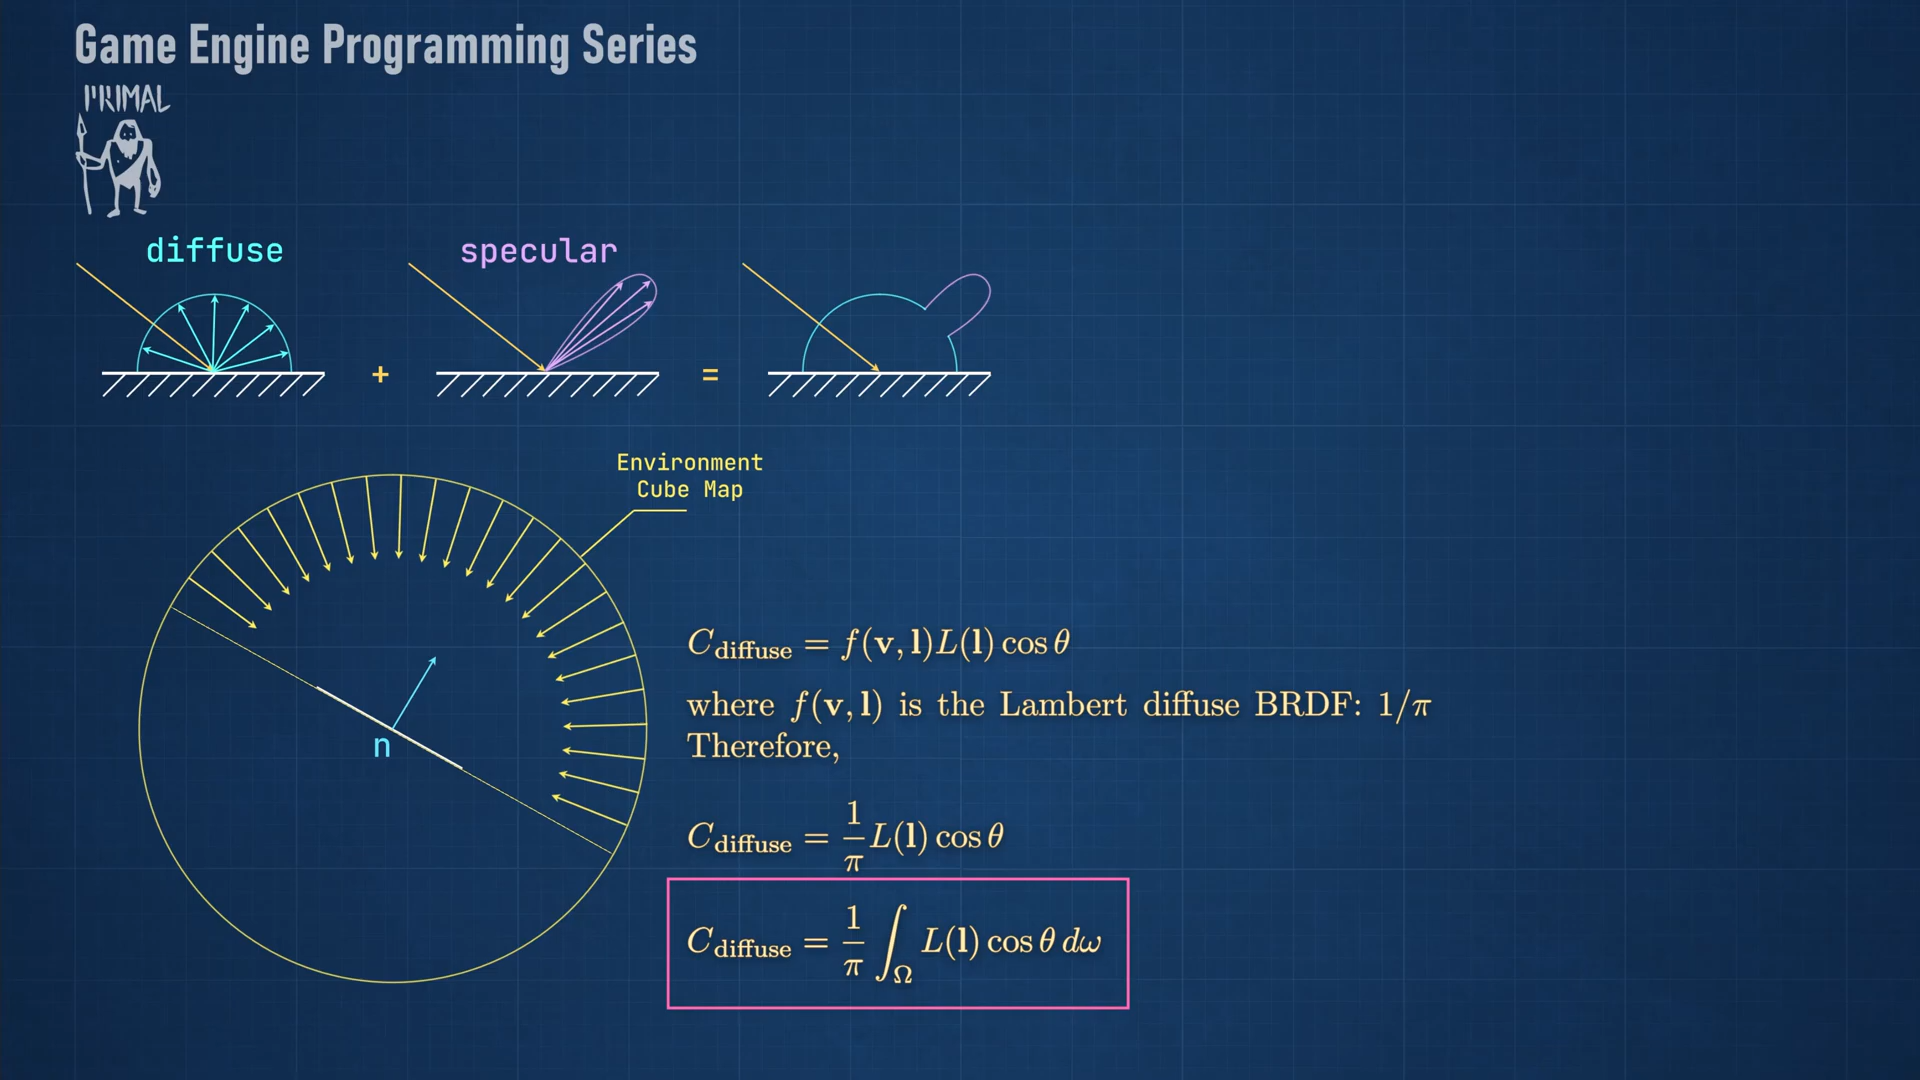 Game Engine Programming Series
PRIMAL
diffuse
specular
+
=
Environment
Cube Map
n
C_diffuse = f(v, l)L(l) cos θ
where f(v, l) is the Lambert diffuse BRDF: 1/π
Therefore,
C_diffuse = 1/π L(l) cos θ
C_diffuse = 1/π ∫_Ω L(l) cos θ dω